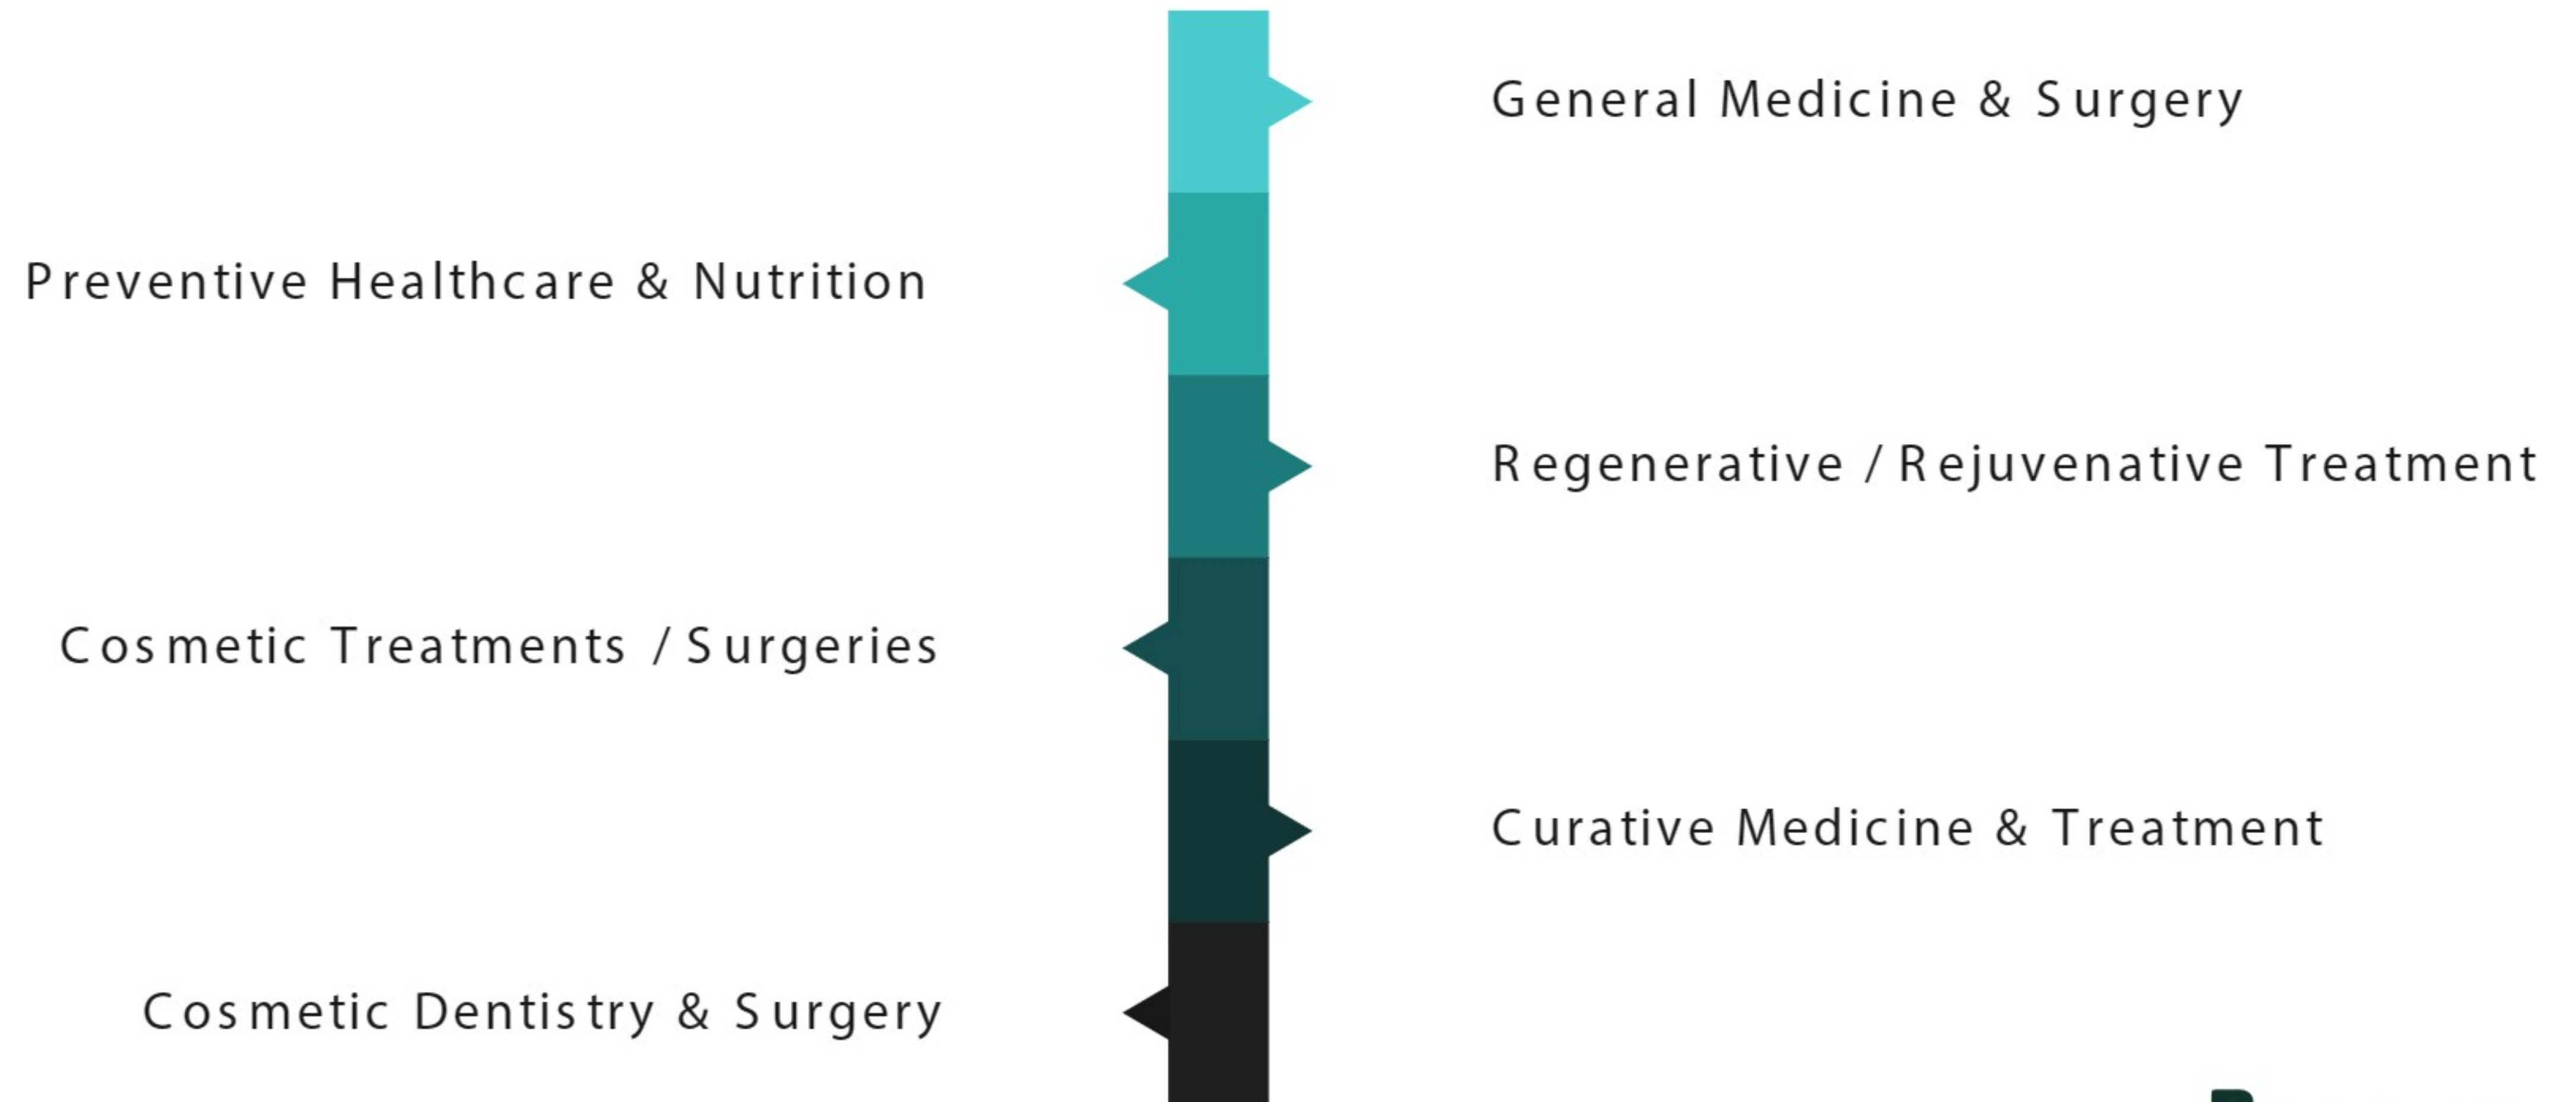 General Medicine & Surgery
Preventive Healthcare & Nutrition
Regenerative / Rejuvenative Treatment
Cosmetic Treatments / Surgeries
Curative Medicine & Treatment
Cosmetic Dentistry & Surgery